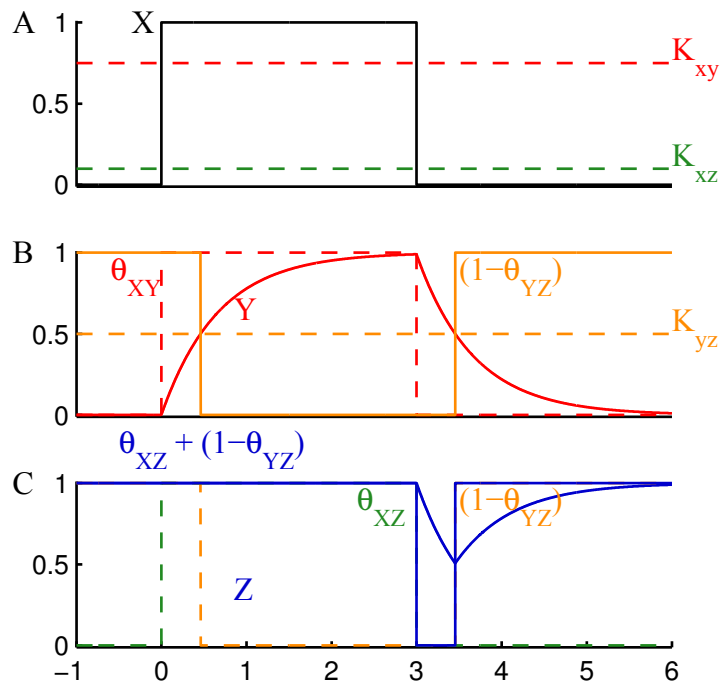 A
1
X
K_xy
0.5
K_xz
0
B
1
θ_XY
Y
(1−θ_YZ)
0.5
K_yz
0
θ_XZ + (1−θ_YZ)
C
1
θ_XZ
(1−θ_YZ)
0.5
Z
0
−1 0 1 2 3 4 5 6